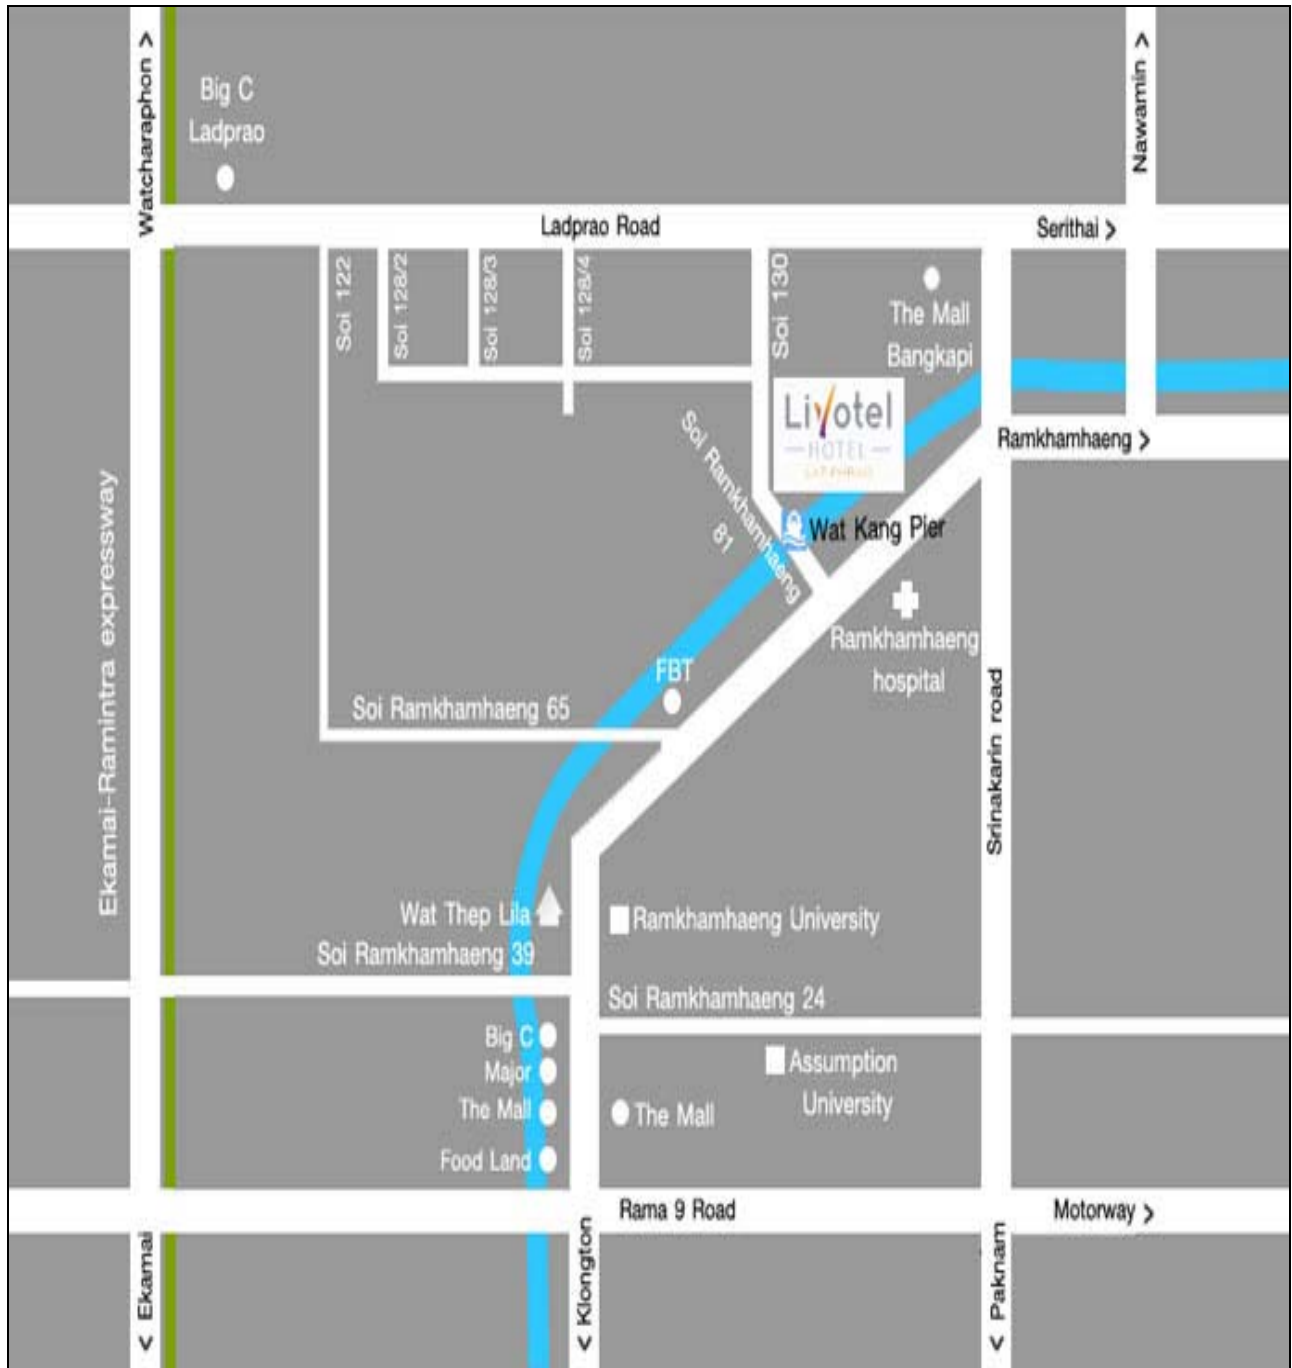 Watcharaphon >
Big C
Ladprao
Nawamin >
Ladprao Road
Serithai >
Soi 122
Soi 128/2
Soi 128/3
Soi 128/4
Soi 130
The Mall
Bangkapi
Livotel
HOTEL
LAT PHRAO
Ramkhamhaeng >
Soi Ramkhamhaeng
81
Wat Kang Pier
Ramkhamhaeng
hospital
FBT
Soi Ramkhamhaeng 65
Ekamai-Ramintra expressway
Srinakarin road
Wat Thep Lila
Soi Ramkhamhaeng 39
Ramkhamhaeng University
Soi Ramkhamhaeng 24
Big C
Major
The Mall
Food Land
Assumption
University
The Mall
Rama 9 Road
Motorway >
< Ekamai
< Klongton
< Paknam